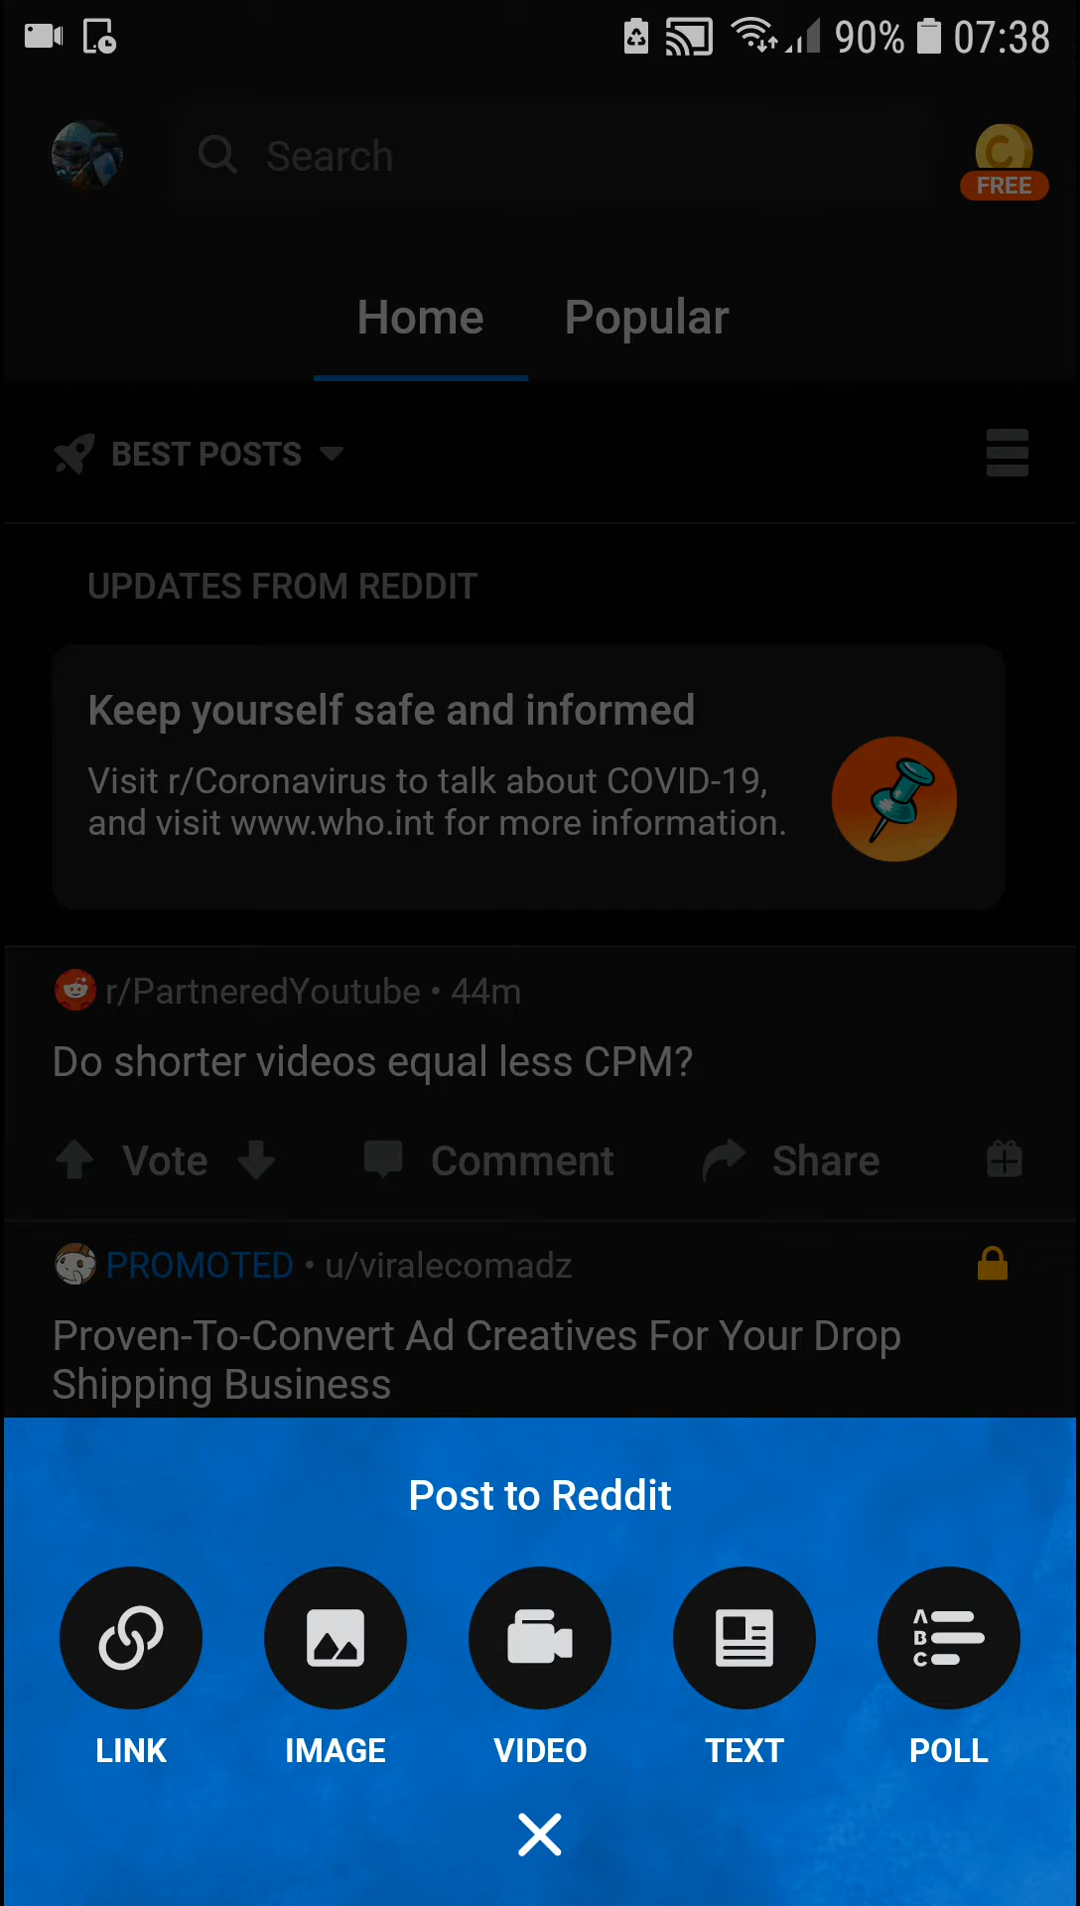 90% 07:38
Search
C
FREE
Home Popular
BEST POSTS
UPDATES FROM REDDIT
Keep yourself safe and informed
Visit r/Coronavirus to talk about COVID-19,
and visit www.who.int for more information.
r/PartneredYoutube • 44m
Do shorter videos equal less CPM?
Vote Comment Share
PROMOTED • u/viralecomadz
Proven-To-Convert Ad Creatives For Your Drop
Shipping Business
Post to Reddit
A
B
C
LINK IMAGE VIDEO TEXT POLL